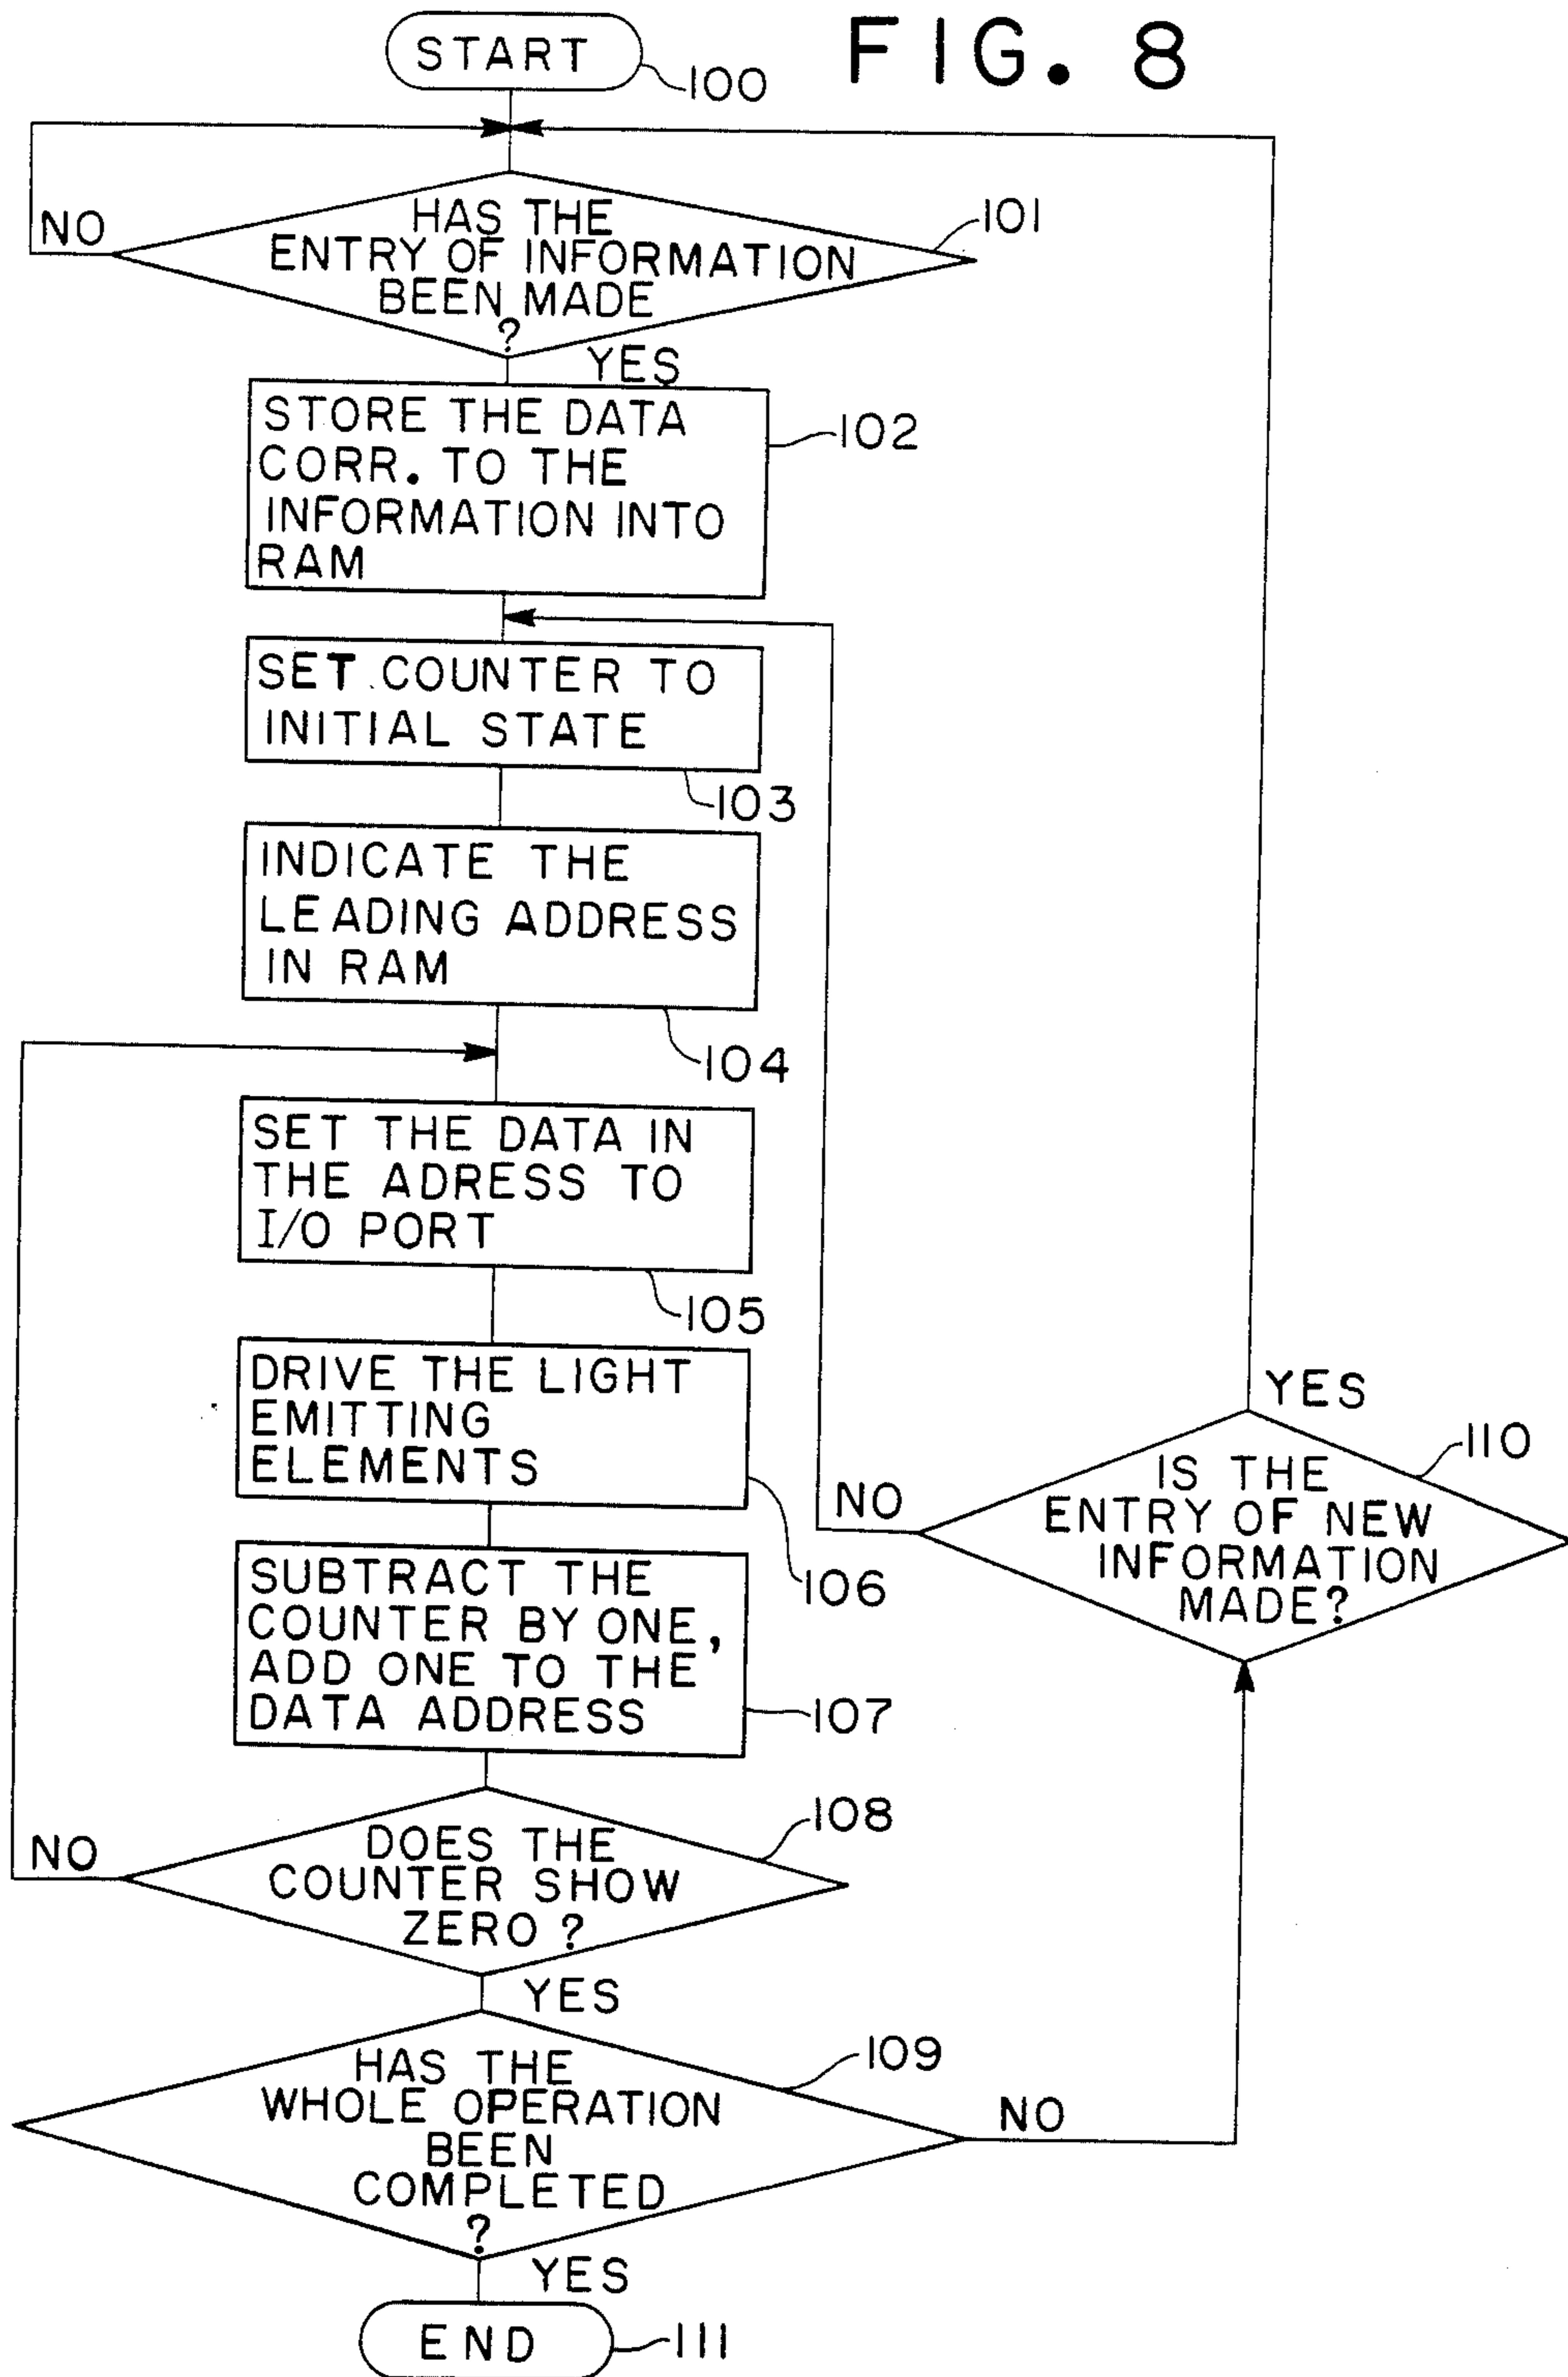 START
FIG. 8
100
HAS THE
ENTRY OF INFORMATION
BEEN MADE
?
101
NO
YES
STORE THE DATA
CORR. TO THE
INFORMATION INTO
RAM
102
SET COUNTER TO
INITIAL STATE
103
INDICATE THE
LEADING ADDRESS
IN RAM
104
SET THE DATA IN
THE ADRESS TO
I/O PORT
105
DRIVE THE LIGHT
EMITTING
ELEMENTS
106
SUBTRACT THE
COUNTER BY ONE,
ADD ONE TO THE
DATA ADDRESS
107
DOES THE
COUNTER SHOW
ZERO ?
108
NO
YES
HAS THE
WHOLE OPERATION
BEEN
COMPLETED
?
109
NO
YES
IS THE
ENTRY OF NEW
INFORMATION
MADE?
110
NO
YES
END
111